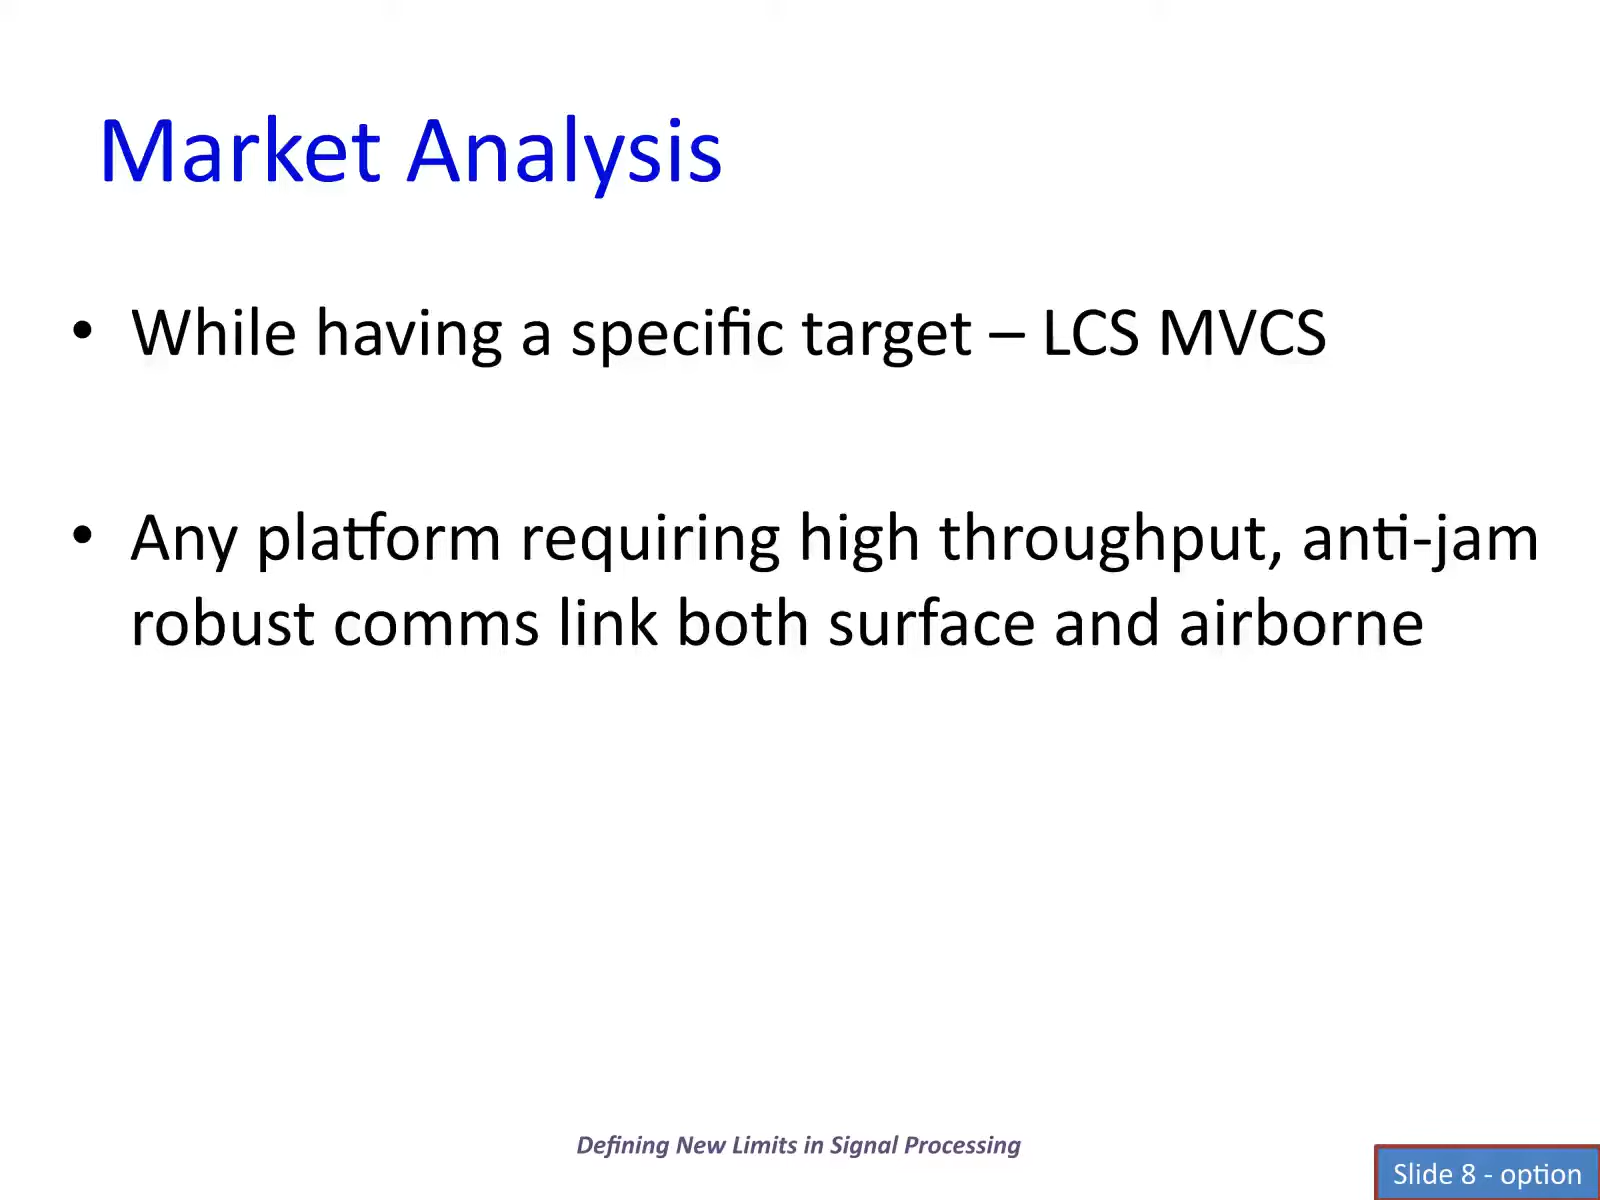 Market Analysis
• While having a specific target – LCS MVCS
• Any platform requiring high throughput, anti-jam
robust comms link both surface and airborne
Defining New Limits in Signal Processing
Slide 8 - option